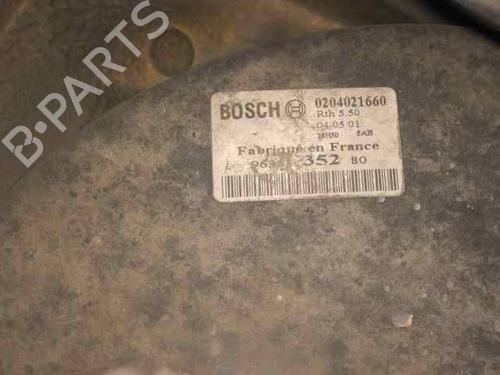 B-PARTS
BOSCH 0204021660
Rth 5.50
04 05 01
Fabriqué en France
352 80